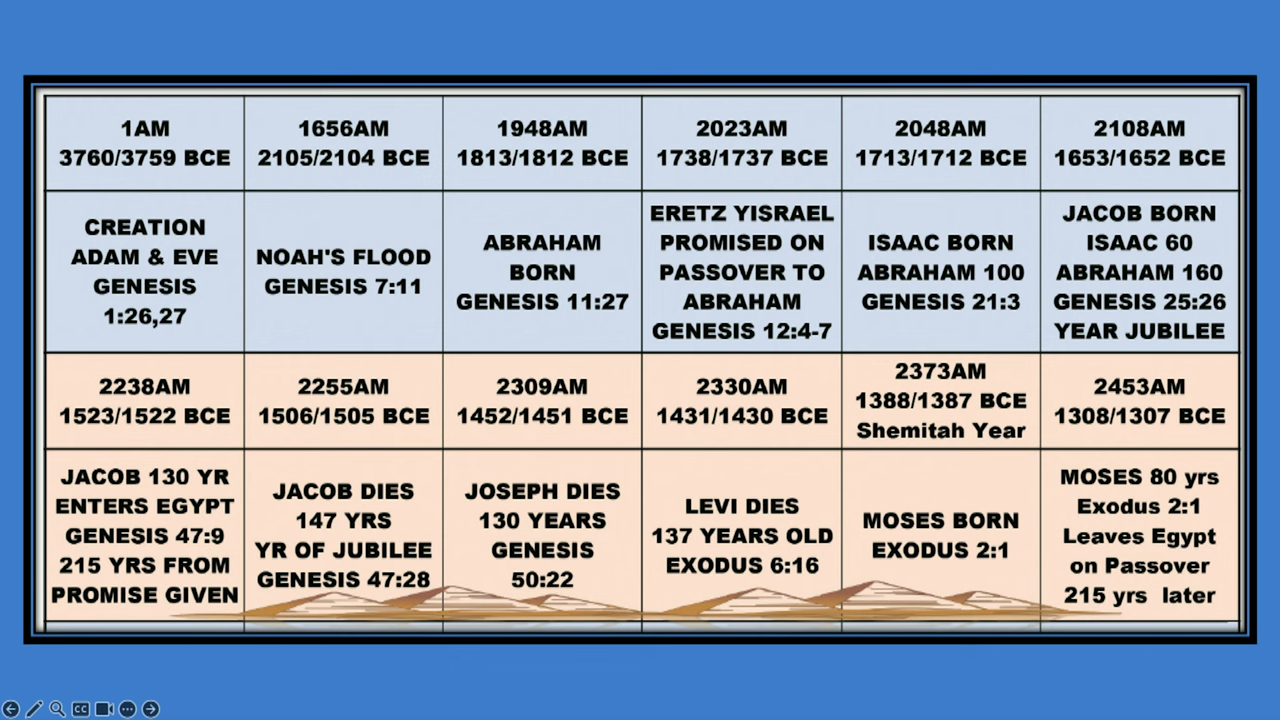 1AM
3760/3759 BCE
1656AM
2105/2104 BCE
1948AM
1813/1812 BCE
2023AM
1738/1737 BCE
2048AM
1713/1712 BCE
2108AM
1653/1652 BCE
CREATION
ADAM & EVE
GENESIS
1:26,27
NOAH'S FLOOD
GENESIS 7:11
ABRAHAM
BORN
GENESIS 11:27
ERETZ YISRAEL
PROMISED ON
PASSOVER TO
ABRAHAM
GENESIS 12:4-7
ISAAC BORN
ABRAHAM 100
GENESIS 21:3
JACOB BORN
ISAAC 60
ABRAHAM 160
GENESIS 25:26
YEAR JUBILEE
2238AM
1523/1522 BCE
2255AM
1506/1505 BCE
2309AM
1452/1451 BCE
2330AM
1431/1430 BCE
2373AM
1388/1387 BCE
Shemitah Year
2453AM
1308/1307 BCE
JACOB 130 YR
ENTERS EGYPT
GENESIS 47:9
215 YRS FROM
PROMISE GIVEN
JACOB DIES
147 YRS
YR OF JUBILEE
GENESIS 47:28
JOSEPH DIES
130 YEARS
GENESIS
50:22
LEVI DIES
137 YEARS OLD
EXODUS 6:16
MOSES BORN
EXODUS 2:1
MOSES 80 yrs
Exodus 2:1
Leaves Egypt
on Passover
215 yrs later
CC